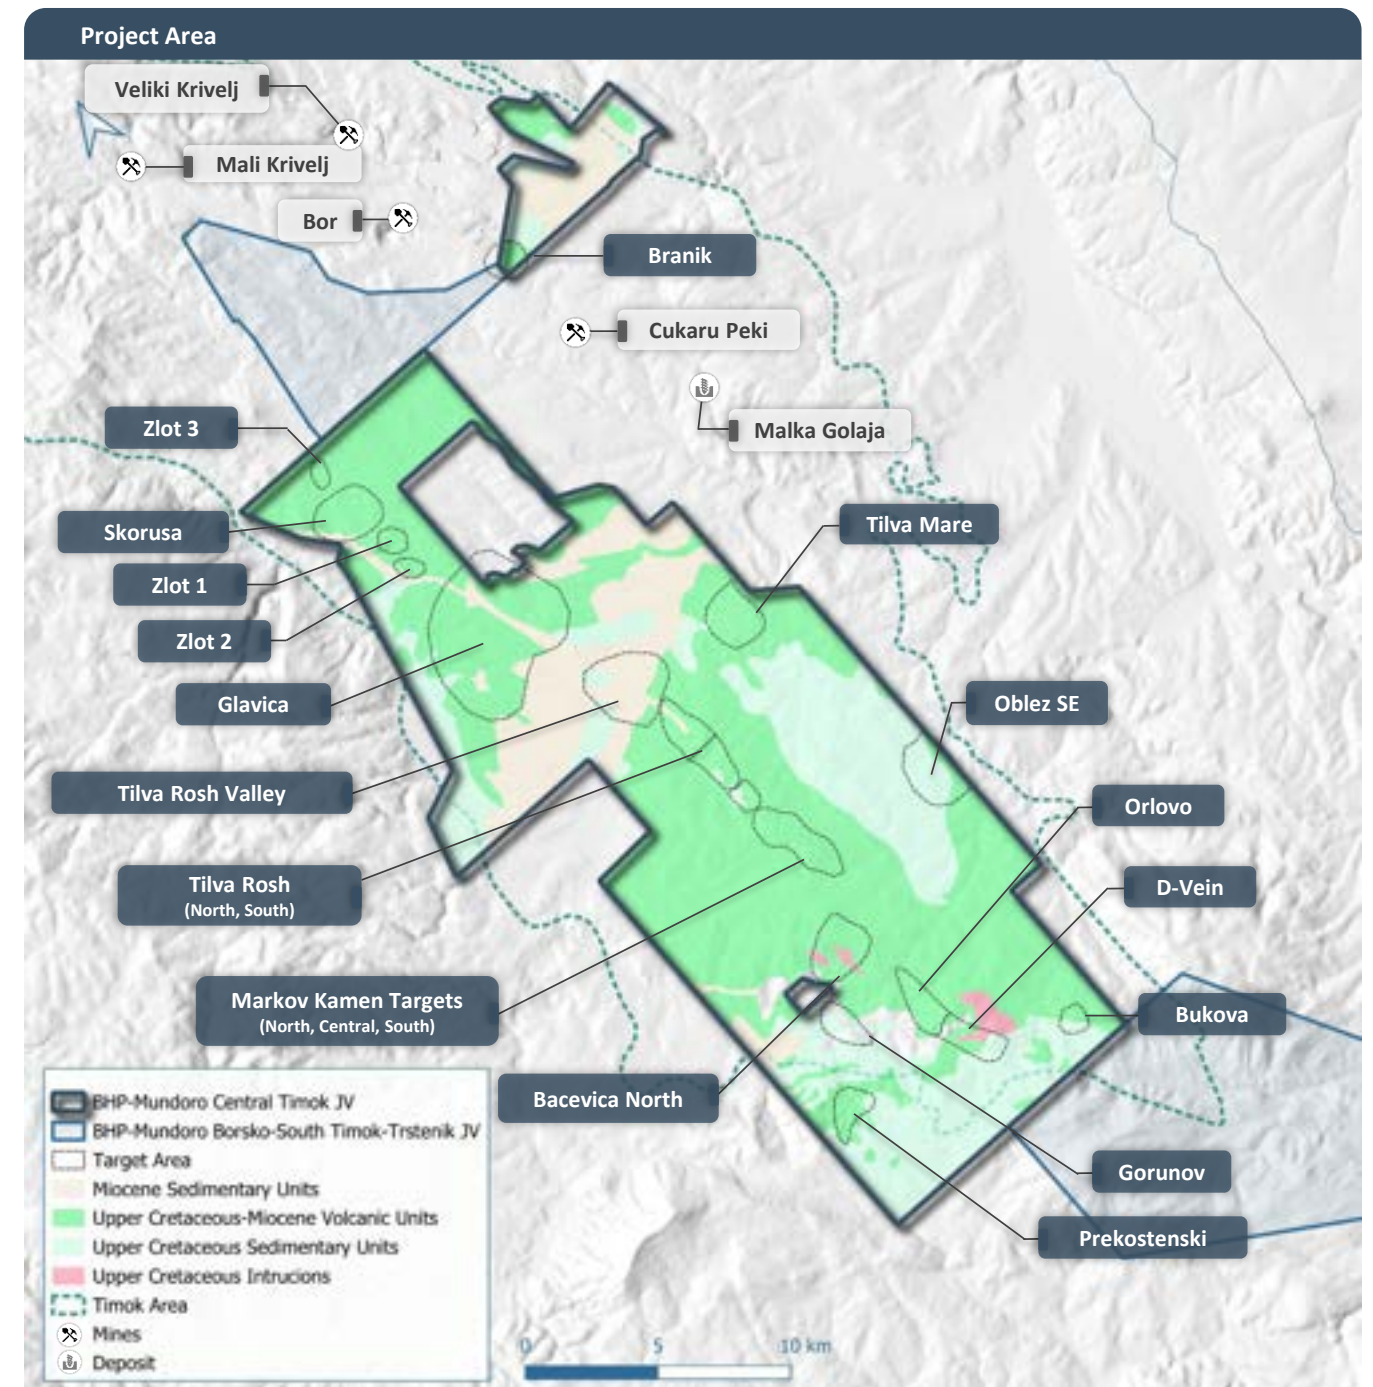 Project Area
Veliki Krivelj
Mali Krivelj
Bor
Branik
Cukaru Peki
Malka Golaja
Zlot 3
Skorusa
Tilva Mare
Zlot 1
Zlot 2
Glavica
Oblez SE
Tilva Rosh Valley
Orlovo
Tilva Rosh
(North, South)
D-Vein
Markov Kamen Targets
(North, Central, South)
Bukova
Bacevica North
Gorunov
Prekostenski
BHP-Mundoro Central Timok JV
BHP-Mundoro Borsko-South Timok-Trstenik JV
Target Area
Miocene Sedimentary Units
Upper Cretaceous-Miocene Volcanic Units
Upper Cretaceous Sedimentary Units
Upper Cretaceous Intrucions
Timok Area
Mines
Deposit
0 5 10 km